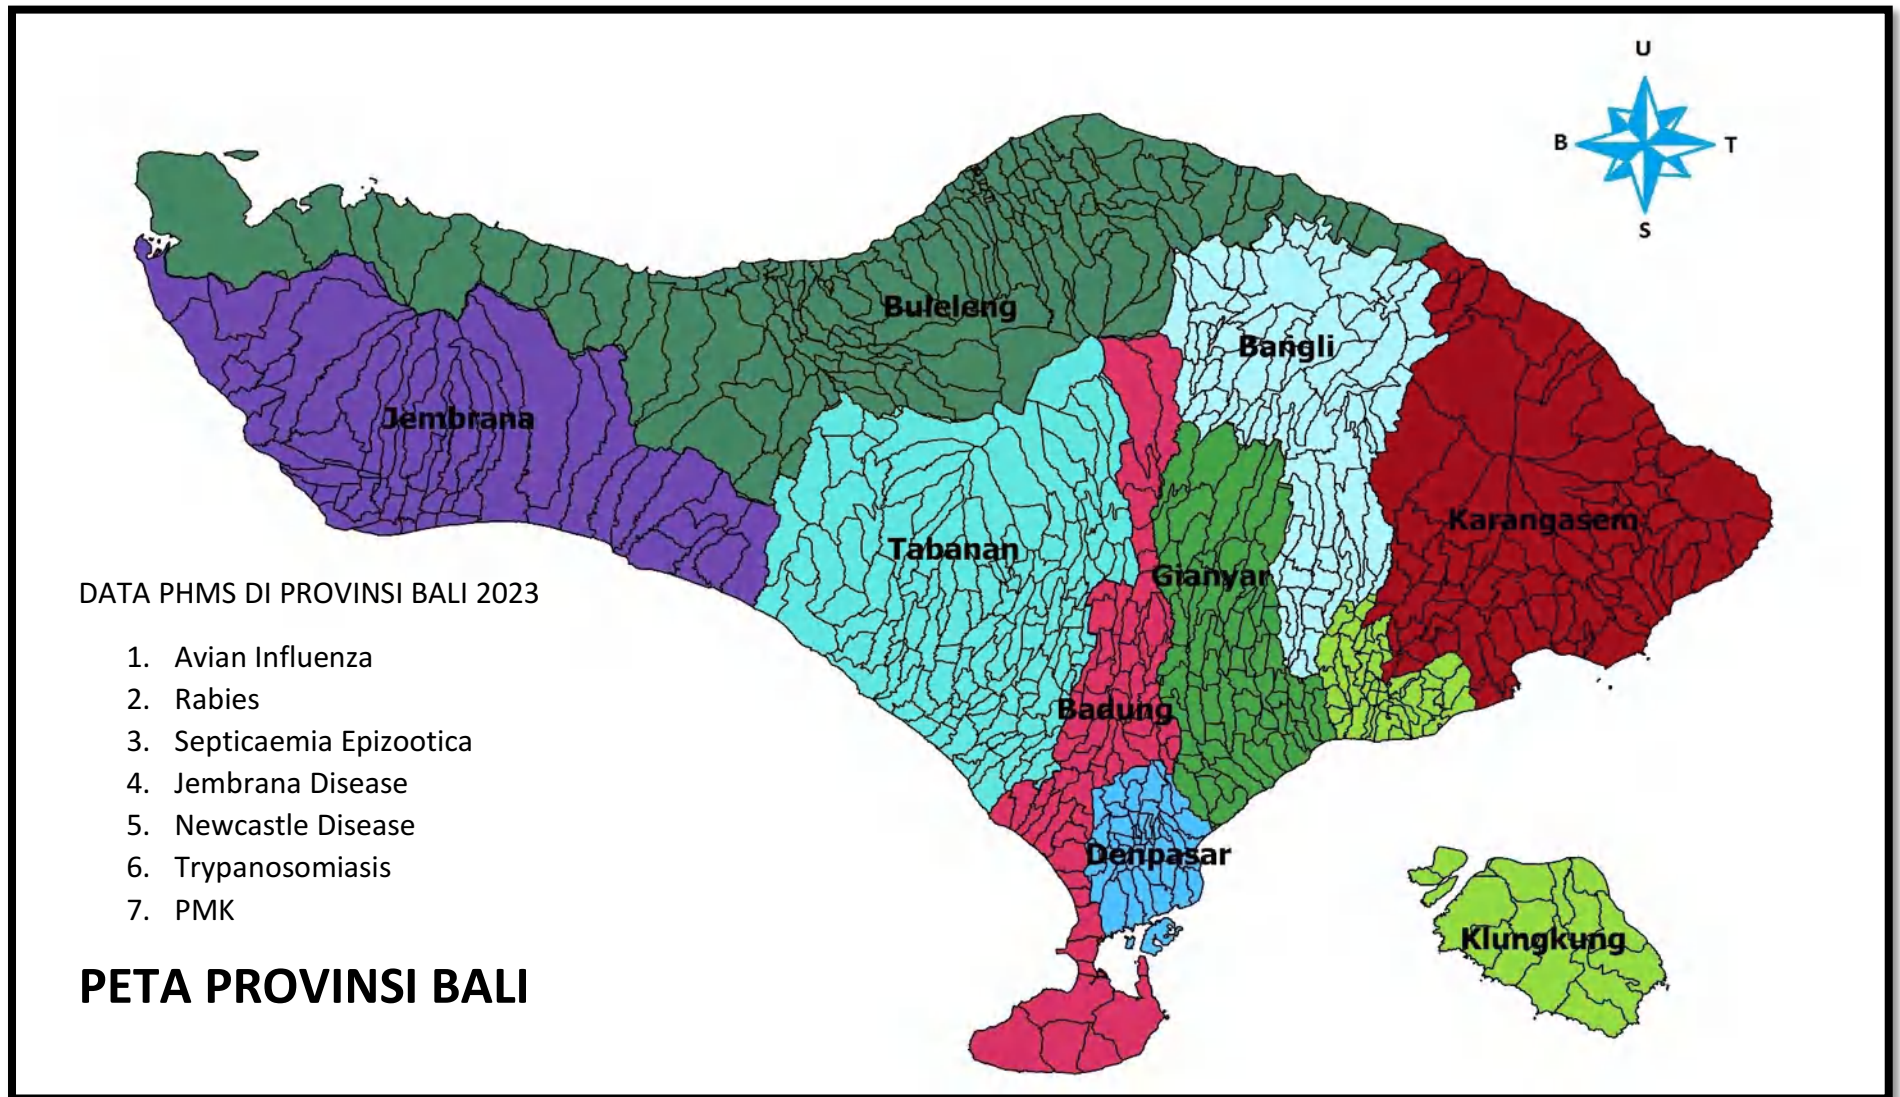 U
B
T
S
Buleleng
Bangli
Jembrana
Karangasem
Tabanan
Gianyar
DATA PHMS DI PROVINSI BALI 2023
1. Avian Influenza
2. Rabies
3. Septicaemia Epizootica
4. Jembrana Disease
5. Newcastle Disease
6. Trypanosomiasis
7. PMK
Badung
Denpasar
Klungkung
PETA PROVINSI BALI